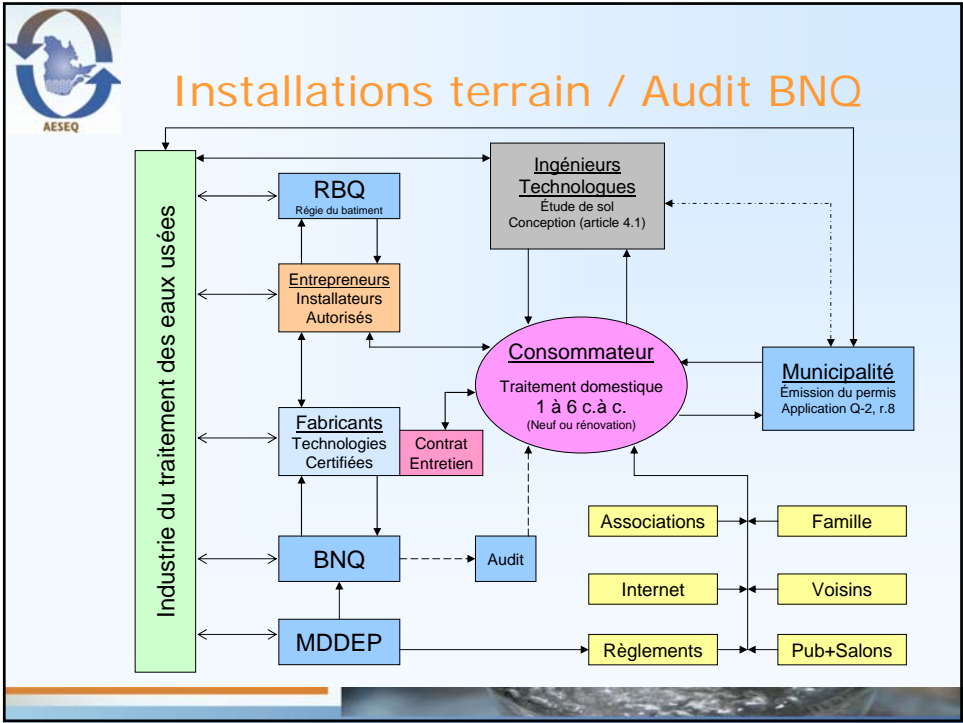 AESEQ
Installations terrain / Audit BNQ
Industrie du traitement des eaux usées
RBQ
Régie du batiment
Entrepreneurs
Installateurs
Autorisés
Fabricants
Technologies
Certifiées
Contrat
Entretien
BNQ
Audit
MDDEP
Ingénieurs
Technologues
Étude de sol
Conception (article 4.1)
Consommateur
Traitement domestique
1 à 6 c.à c.
(Neuf ou rénovation)
Municipalité
Émission du permis
Application Q-2, r.8
Associations
Famille
Internet
Voisins
Règlements
Pub+Salons